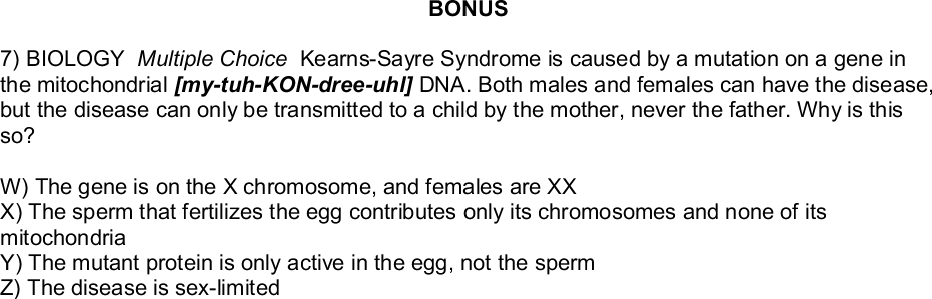 BONUS
7) BIOLOGY Multiple Choice Kearns-Sayre Syndrome is caused by a mutation on a gene in
the mitochondrial [my-tuh-KON-dree-uhl] DNA. Both males and females can have the disease,
but the disease can only be transmitted to a child by the mother, never the father. Why is this
so?
W) The gene is on the X chromosome, and females are XX
X) The sperm that fertilizes the egg contributes only its chromosomes and none of its
mitochondria
Y) The mutant protein is only active in the egg, not the sperm
Z) The disease is sex-limited